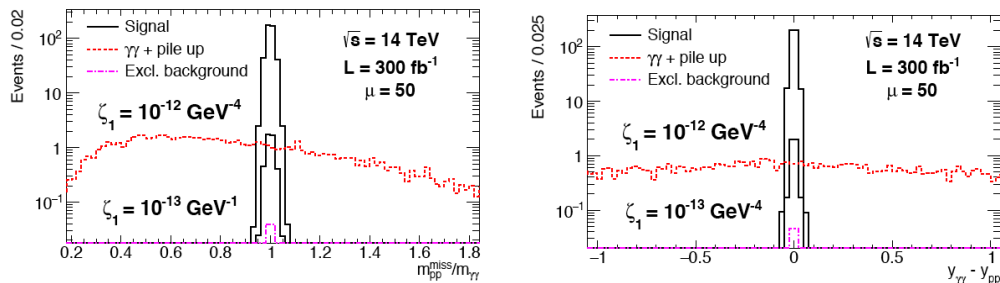 Events / 0.02
10²
10
1
10⁻¹
Signal
γγ + pile up
Excl. background
√s = 14 TeV
L = 300 fb⁻¹
μ = 50
ζ₁ = 10⁻¹² GeV⁻⁴
ζ₁ = 10⁻¹³ GeV⁻¹
0.2 0.4 0.6 0.8 1 1.2 1.4 1.6 1.8
m_pp^miss/m_γγ
Events / 0.025
10²
10
1
10⁻¹
Signal
γγ + pile up
Excl. background
√s = 14 TeV
L = 300 fb⁻¹
μ = 50
ζ₁ = 10⁻¹² GeV⁻⁴
ζ₁ = 10⁻¹³ GeV⁻⁴
-1 -0.5 0 0.5 1
y_γγ - y_pp